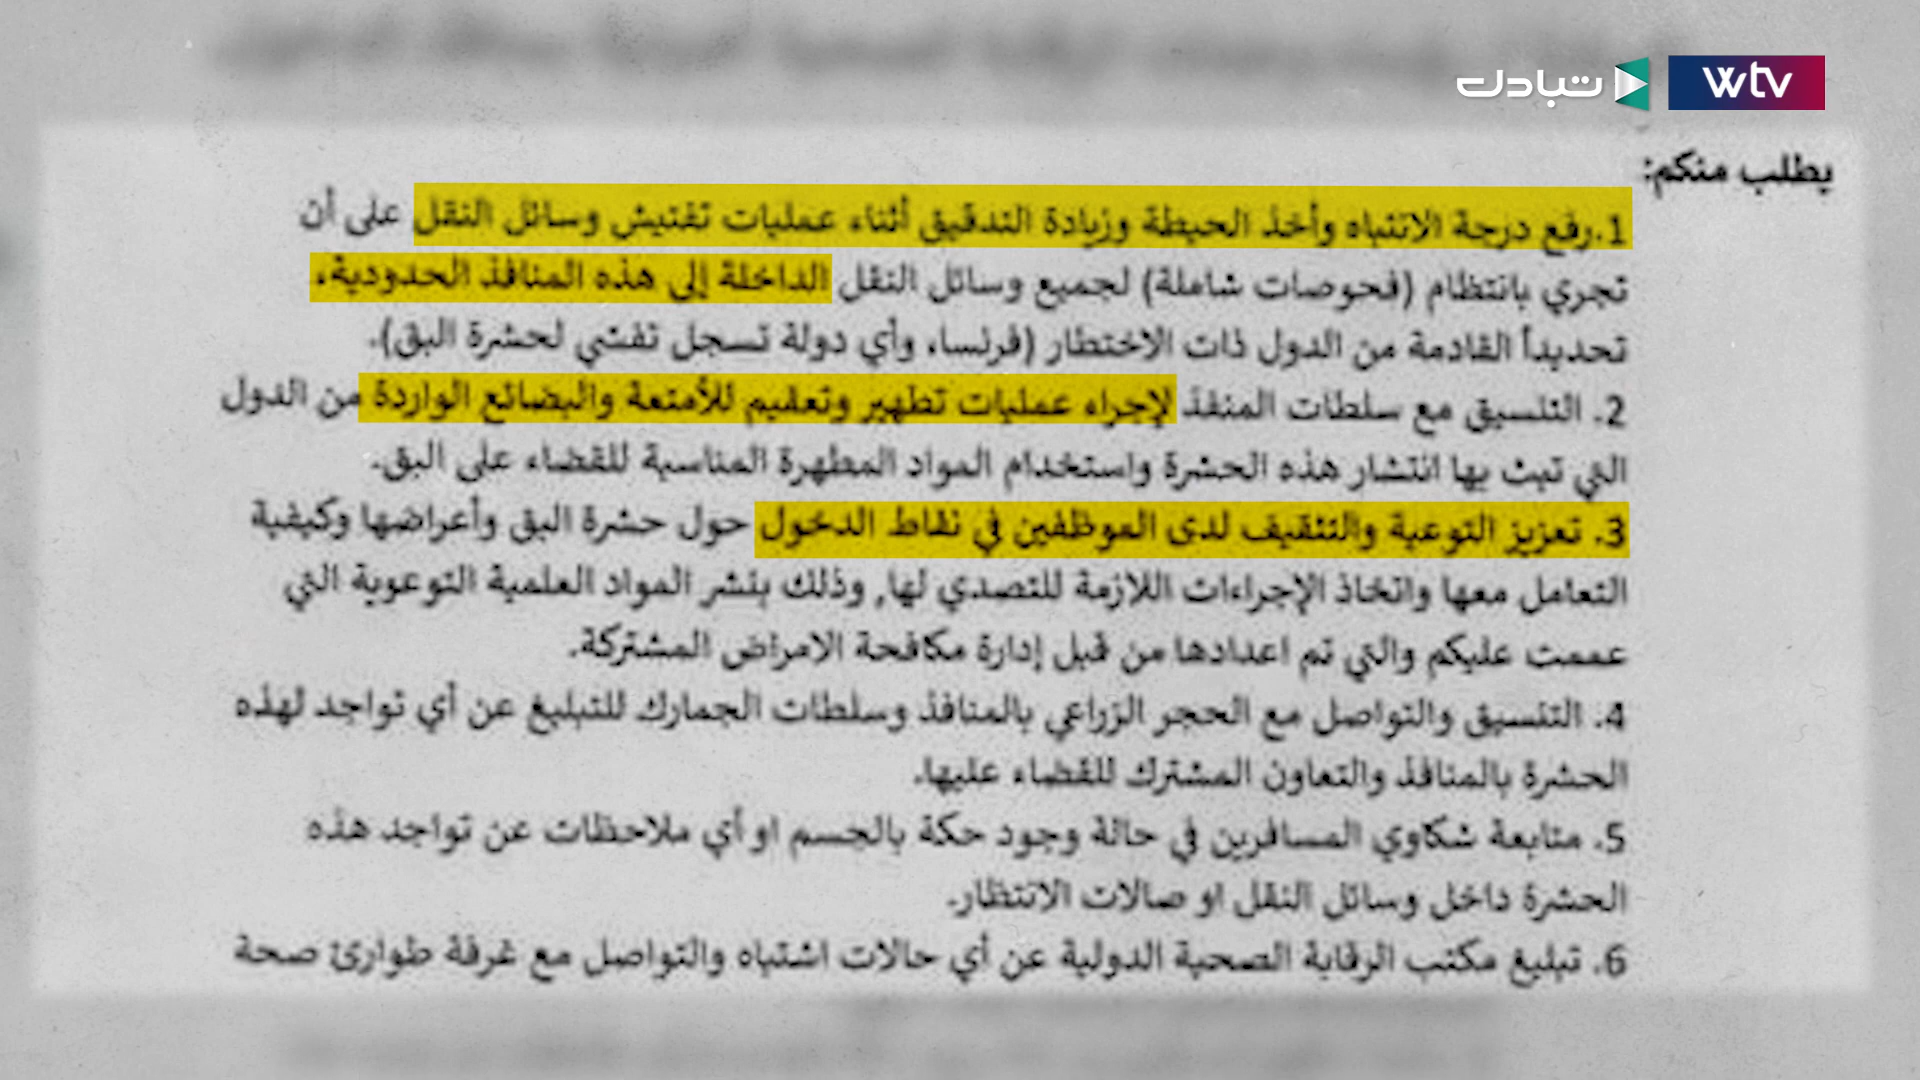 تبادل
wtv
يطلب منكم:
1.رفع درجة الانتباه وأخذ الحيطة وزيادة التدقيق أثناء عمليات تفتيش وسائل النقل على أن
تجري بانتظام (فحوصات شاملة) لجميع وسائل النقل الداخلة إلى هذه المنافذ الحدودية،
تحديداً القادمة من الدول ذات الاختطار (فرنسا، وأي دولة تسجل تفشي لحشرة البق).
2. التنسيق مع سلطات المنفذ لإجراء عمليات تطهير وتعقيم للأمتعة والبضائع الواردة من الدول
التي تبث بها انتشار هذه الحشرة واستخدام المواد المطهرة المناسبة للقضاء على البق.
3. تعزيز التوعية والتثقيف لدى الموظفين في نقاط الدخول حول حشرة البق وأعراضها وكيفية
التعامل معها واتخاذ الإجراءات اللازمة للتصدي لها, وذلك بنشر المواد العلمية التوعوية التي
عممت عليكم والتي تم اعدادها من قبل إدارة مكافحة الامراض المشتركة.
4. التنسيق والتواصل مع الحجر الزراعي بالمنافذ وسلطات الجمارك للتبليغ عن أي تواجد لهذه
الحشرة بالمنافذ والتعاون المشترك للقضاء عليها.
5. متابعة شكاوي المسافرين في حالة وجود حكة بالجسم او أي ملاحظات عن تواجد هذه
الحشرة داخل وسائل النقل او صالات الانتظار.
6. تبليغ مكتب الرقابة الصحية الدولية عن أي حالات اشتباه والتواصل مع غرفة طوارئ صحة